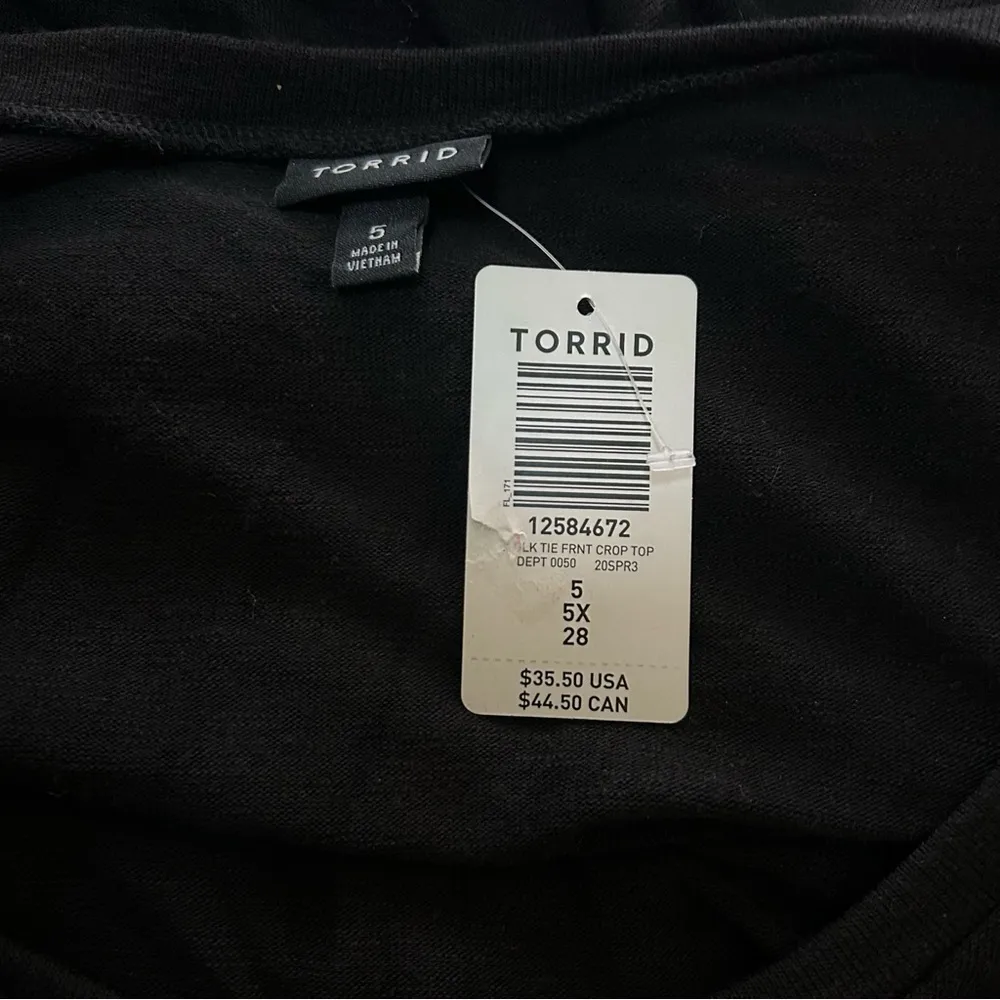 TORRID
5
MADE IN
VIETNAM
TORRID
FL_171
12584672
LK TIE FRNT CROP TOP
DEPT 0050 20SPR3
5
5X
28
$35.50 USA
$44.50 CAN